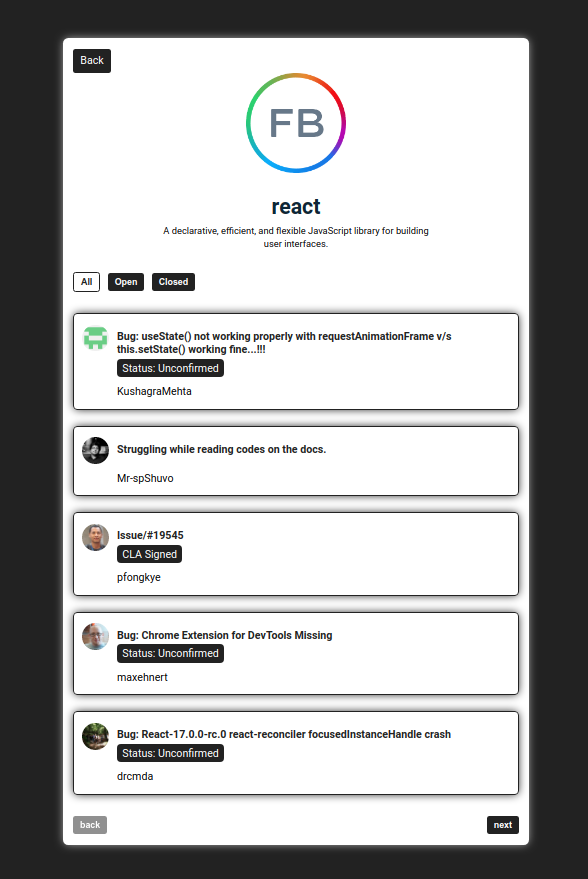 Back
FB
react
A declarative, efficient, and flexible JavaScript library for building
user interfaces.
All Open Closed
Bug: useState() not working properly with requestAnimationFrame v/s
this.setState() working fine...!!!
Status: Unconfirmed
KushagraMehta
Struggling while reading codes on the docs.
Mr-spShuvo
Issue/#19545
CLA Signed
pfongkye
Bug: Chrome Extension for DevTools Missing
Status: Unconfirmed
maxehnert
Bug: React-17.0.0-rc.0 react-reconciler focusedInstanceHandle crash
Status: Unconfirmed
drcmda
back next